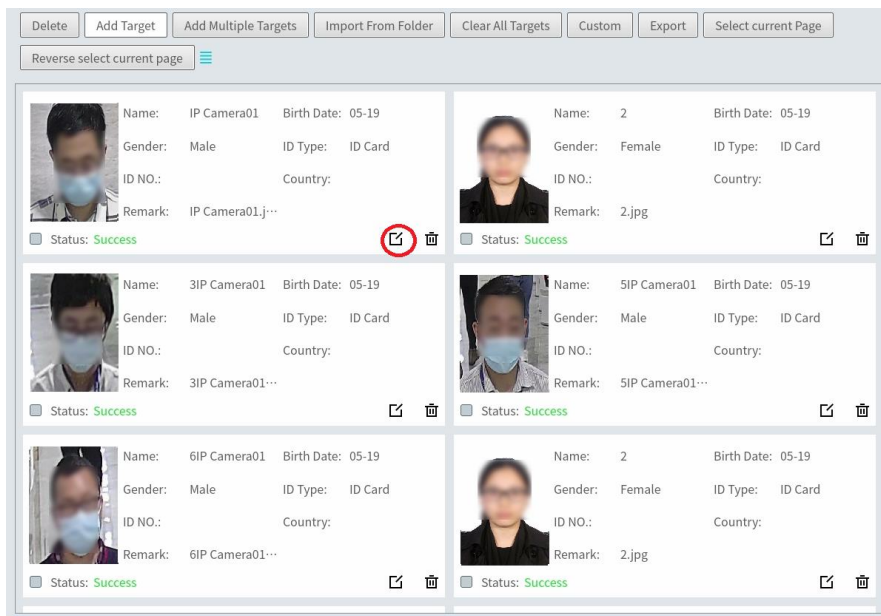 Delete Add Target Add Multiple Targets Import From Folder Clear All Targets Custom Export Select current Page
Reverse select current page
Name: IP Camera01 Birth Date: 05-19
Gender: Male ID Type: ID Card
ID NO.: Country:
Remark: IP Camera01.j···
Status: Success
Name: 2 Birth Date: 05-19
Gender: Female ID Type: ID Card
ID NO.: Country:
Remark: 2.jpg
Status: Success
Name: 3IP Camera01 Birth Date: 05-19
Gender: Male ID Type: ID Card
ID NO.: Country:
Remark: 3IP Camera01···
Status: Success
Name: 5IP Camera01 Birth Date: 05-19
Gender: Male ID Type: ID Card
ID NO.: Country:
Remark: 5IP Camera01···
Status: Success
Name: 6IP Camera01 Birth Date: 05-19
Gender: Male ID Type: ID Card
ID NO.: Country:
Remark: 6IP Camera01···
Status: Success
Name: 2 Birth Date: 05-19
Gender: Female ID Type: ID Card
ID NO.: Country:
Remark: 2.jpg
Status: Success